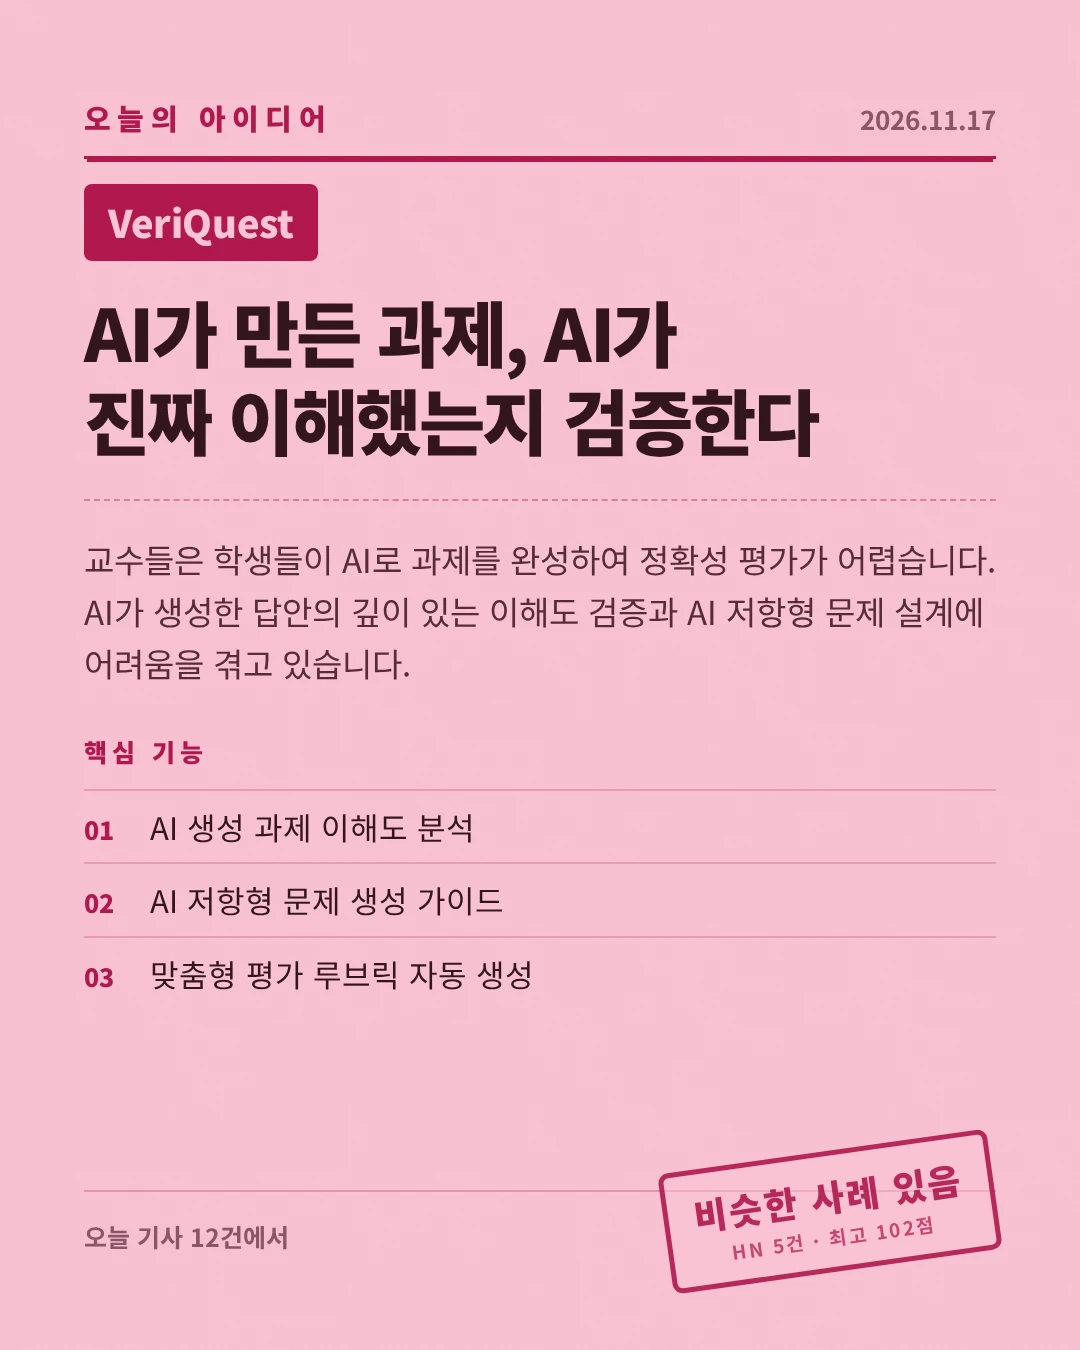 오늘의 아이디어
2026.11.17
VeriQuest
AI가 만든 과제, AI가
진짜 이해했는지 검증한다
교수들은 학생들이 AI로 과제를 완성하여 정확성 평가가 어렵습니다.
AI가 생성한 답안의 깊이 있는 이해도 검증과 AI 저항형 문제 설계에
어려움을 겪고 있습니다.
핵심 기능
01 AI 생성 과제 이해도 분석
02 AI 저항형 문제 생성 가이드
03 맞춤형 평가 루브릭 자동 생성
비슷한 사례 있음
HN 5건 · 최고 102점
오늘 기사 12건에서